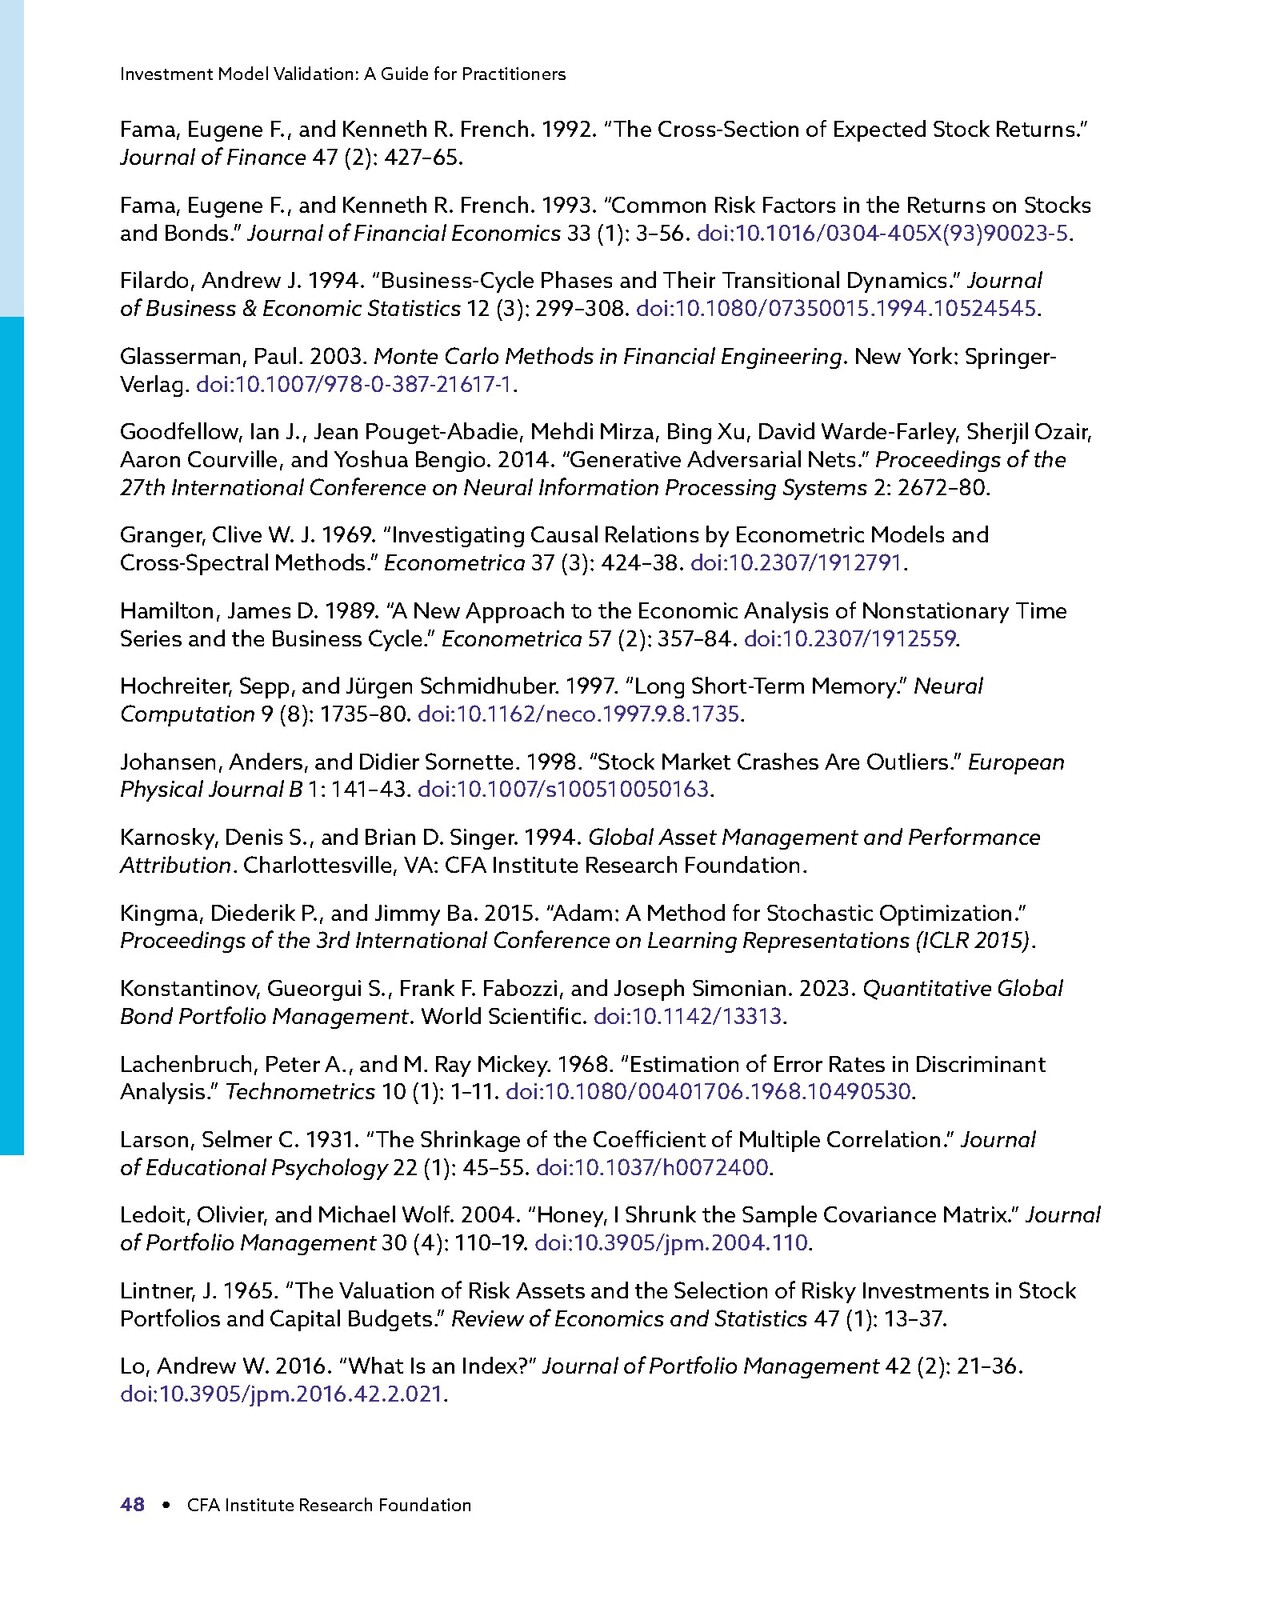 Investment Model Validation: A Guide for Practitioners
Fama, Eugene F., and Kenneth R. French. 1992. “The Cross-Section of Expected Stock Returns.”
Journal of Finance 47 (2): 427–65.
Fama, Eugene F., and Kenneth R. French. 1993. “Common Risk Factors in the Returns on Stocks
and Bonds.” Journal of Financial Economics 33 (1): 3–56. doi:10.1016/0304-405X(93)90023-5.
Filardo, Andrew J. 1994. “Business-Cycle Phases and Their Transitional Dynamics.” Journal
of Business & Economic Statistics 12 (3): 299–308. doi:10.1080/07350015.1994.10524545.
Glasserman, Paul. 2003. Monte Carlo Methods in Financial Engineering. New York: Springer-
Verlag. doi:10.1007/978-0-387-21617-1.
Goodfellow, Ian J., Jean Pouget-Abadie, Mehdi Mirza, Bing Xu, David Warde-Farley, Sherjil Ozair,
Aaron Courville, and Yoshua Bengio. 2014. “Generative Adversarial Nets.” Proceedings of the
27th International Conference on Neural Information Processing Systems 2: 2672–80.
Granger, Clive W. J. 1969. “Investigating Causal Relations by Econometric Models and
Cross-Spectral Methods.” Econometrica 37 (3): 424–38. doi:10.2307/1912791.
Hamilton, James D. 1989. “A New Approach to the Economic Analysis of Nonstationary Time
Series and the Business Cycle.” Econometrica 57 (2): 357–84. doi:10.2307/1912559.
Hochreiter, Sepp, and Jürgen Schmidhuber. 1997. “Long Short-Term Memory.” Neural
Computation 9 (8): 1735–80. doi:10.1162/neco.1997.9.8.1735.
Johansen, Anders, and Didier Sornette. 1998. “Stock Market Crashes Are Outliers.” European
Physical Journal B 1: 141–43. doi:10.1007/s100510050163.
Karnosky, Denis S., and Brian D. Singer. 1994. Global Asset Management and Performance
Attribution. Charlottesville, VA: CFA Institute Research Foundation.
Kingma, Diederik P., and Jimmy Ba. 2015. “Adam: A Method for Stochastic Optimization.”
Proceedings of the 3rd International Conference on Learning Representations (ICLR 2015).
Konstantinov, Gueorgui S., Frank F. Fabozzi, and Joseph Simonian. 2023. Quantitative Global
Bond Portfolio Management. World Scientific. doi:10.1142/13313.
Lachenbruch, Peter A., and M. Ray Mickey. 1968. “Estimation of Error Rates in Discriminant
Analysis.” Technometrics 10 (1): 1–11. doi:10.1080/00401706.1968.10490530.
Larson, Selmer C. 1931. “The Shrinkage of the Coefficient of Multiple Correlation.” Journal
of Educational Psychology 22 (1): 45–55. doi:10.1037/h0072400.
Ledoit, Olivier, and Michael Wolf. 2004. “Honey, I Shrunk the Sample Covariance Matrix.” Journal
of Portfolio Management 30 (4): 110–19. doi:10.3905/jpm.2004.110.
Lintner, J. 1965. “The Valuation of Risk Assets and the Selection of Risky Investments in Stock
Portfolios and Capital Budgets.” Review of Economics and Statistics 47 (1): 13–37.
Lo, Andrew W. 2016. “What Is an Index?” Journal of Portfolio Management 42 (2): 21–36.
doi:10.3905/jpm.2016.42.2.021.
48 • CFA Institute Research Foundation